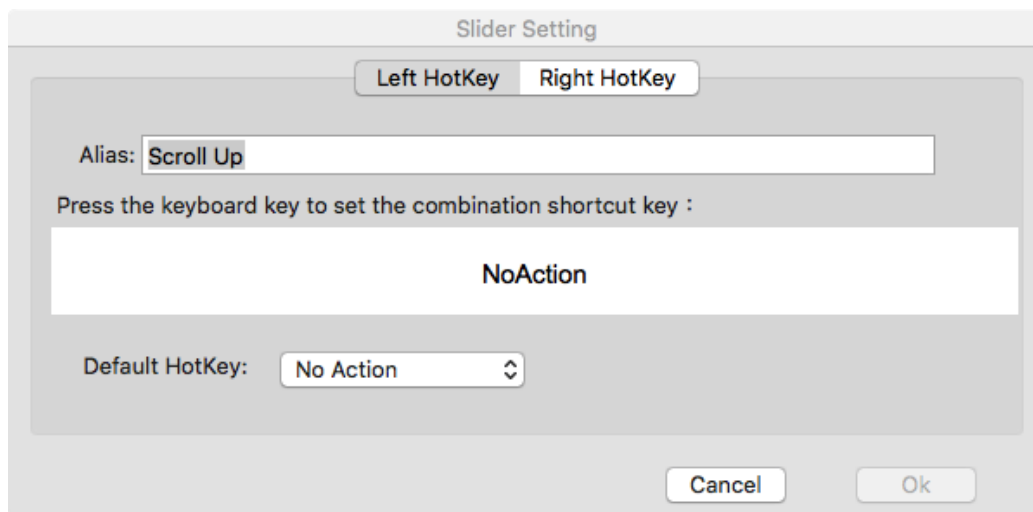 Slider Setting
Left HotKey Right HotKey
Alias: Scroll Up
Press the keyboard key to set the combination shortcut key：
NoAction
Default HotKey: No Action
Cancel Ok